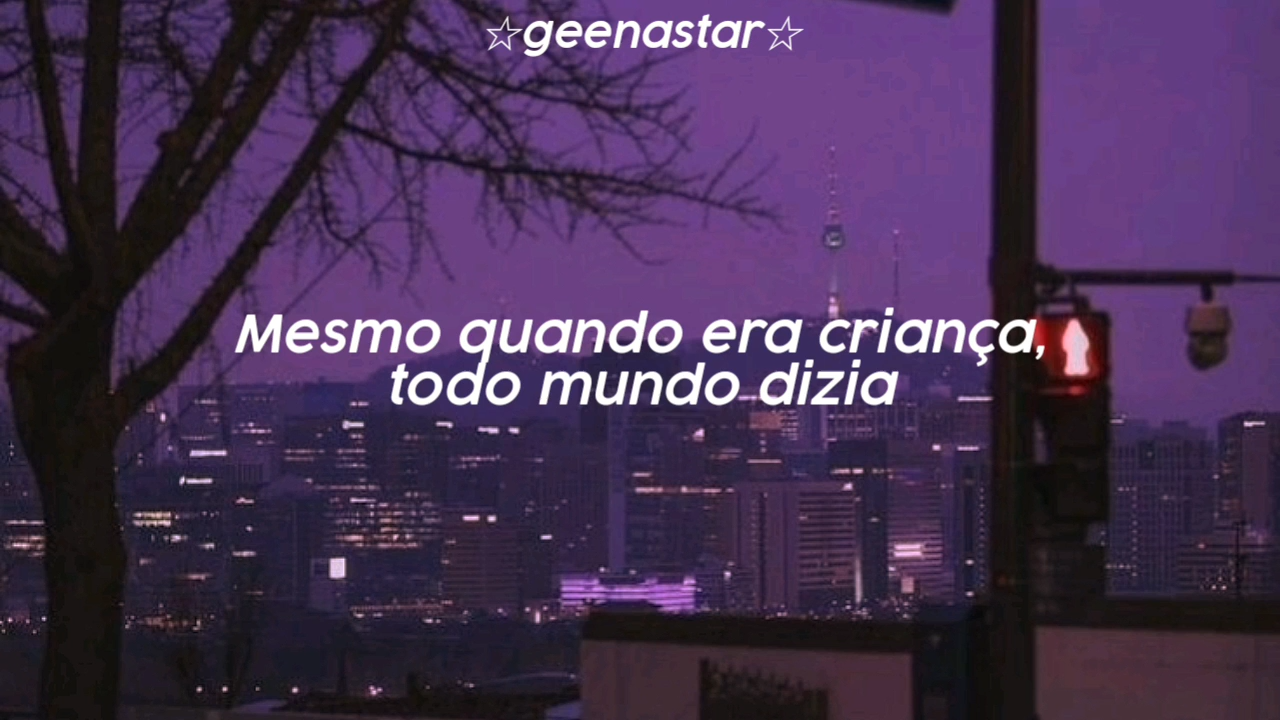 ☆geenastar☆
Mesmo quando era criança,
todo mundo dizia